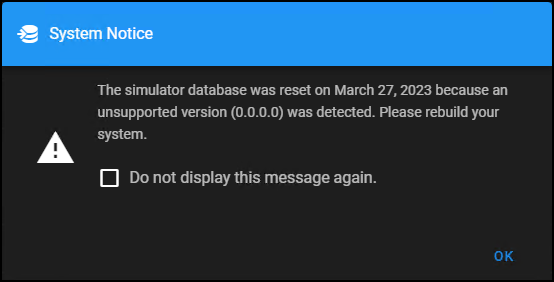 System Notice
The simulator database was reset on March 27, 2023 because an
unsupported version (0.0.0.0) was detected. Please rebuild your
system.
Do not display this message again.
OK